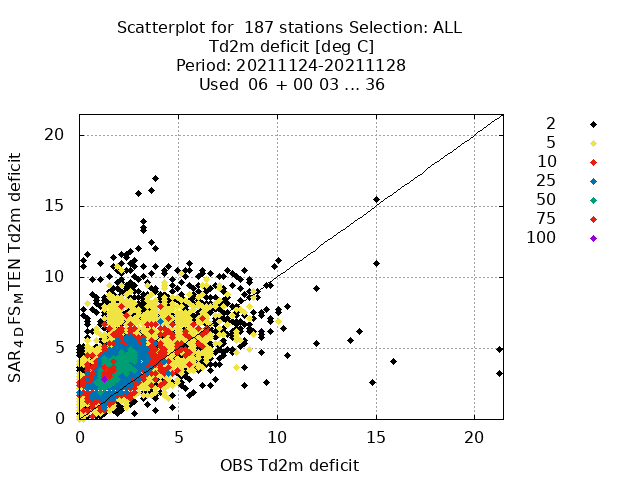 Scatterplot for  187 stations Selection: ALL
Td2m deficit [deg C]
Period: 20211124-20211128
Used  06 + 00 03 ... 36
SAR4DFSMTEN Td2m deficit
20
15
10
5
0
0 5 10 15 20
OBS Td2m deficit
2
5
10
25
50
75
100